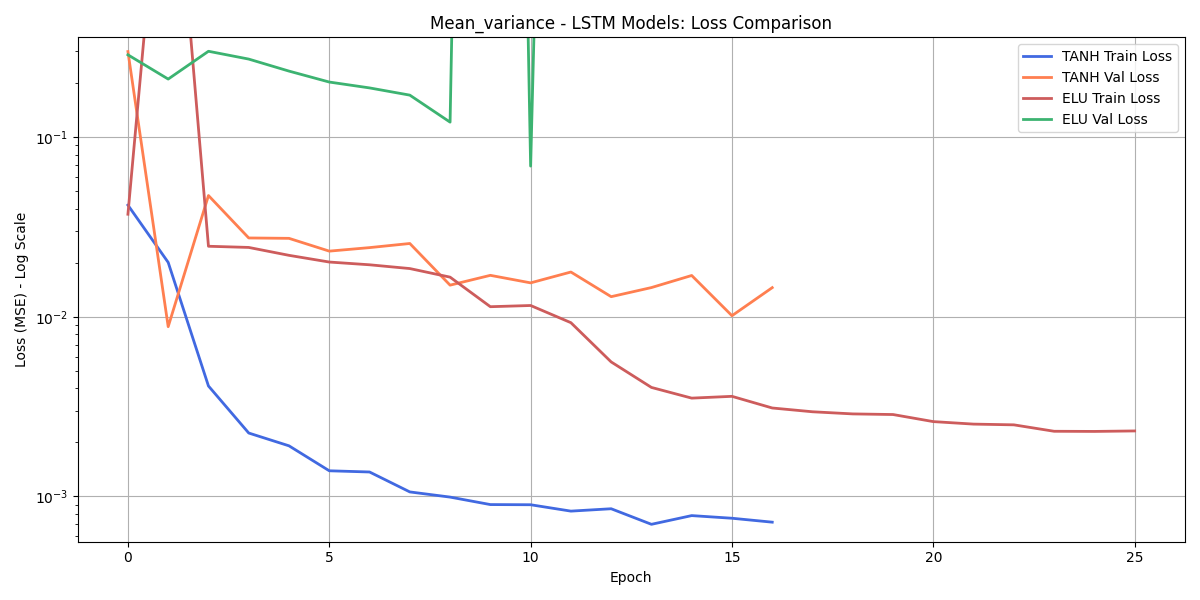 Mean_variance - LSTM Models: Loss Comparison
TANH Train Loss
TANH Val Loss
ELU Train Loss
ELU Val Loss
Loss (MSE) - Log Scale
10⁻¹
10⁻²
10⁻³
0 5 10 15 20 25
Epoch